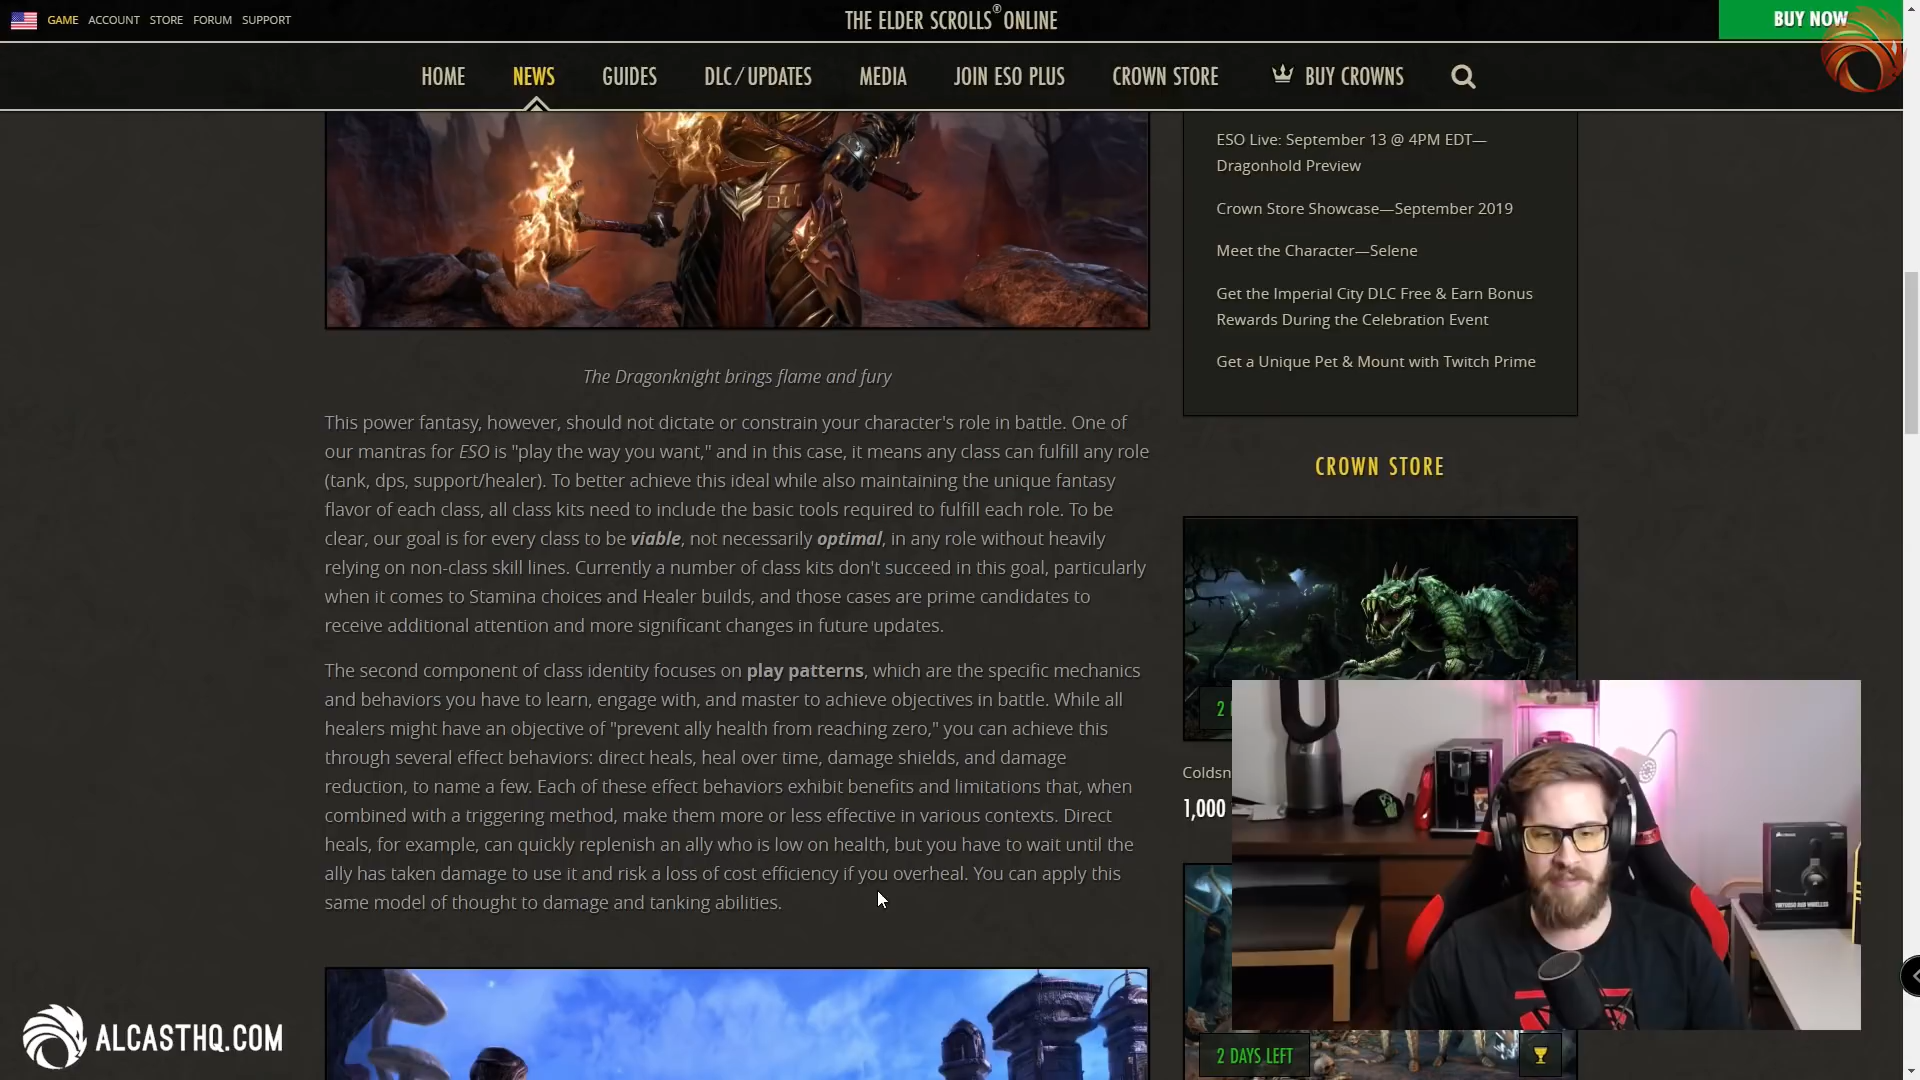 GAME ACCOUNT STORE FORUM SUPPORT
THE ELDER SCROLLS® ONLINE
BUY NOW
HOME NEWS GUIDES DLC/UPDATES MEDIA JOIN ESO PLUS CROWN STORE BUY CROWNS
ESO Live: September 13 @ 4PM EDT—
Dragonhold Preview
Crown Store Showcase—September 2019
Meet the Character—Selene
Get the Imperial City DLC Free & Earn Bonus
Rewards During the Celebration Event
Get a Unique Pet & Mount with Twitch Prime
The Dragonknight brings flame and fury
This power fantasy, however, should not dictate or constrain your character's role in battle. One of
our mantras for ESO is "play the way you want," and in this case, it means any class can fulfill any role
(tank, dps, support/healer). To better achieve this ideal while also maintaining the unique fantasy
flavor of each class, all class kits need to include the basic tools required to fulfill each role. To be
clear, our goal is for every class to be viable, not necessarily optimal, in any role without heavily
relying on non-class skill lines. Currently a number of class kits don't succeed in this goal, particularly
when it comes to Stamina choices and Healer builds, and those cases are prime candidates to
receive additional attention and more significant changes in future updates.
The second component of class identity focuses on play patterns, which are the specific mechanics
and behaviors you have to learn, engage with, and master to achieve objectives in battle. While all
healers might have an objective of "prevent ally health from reaching zero," you can achieve this
through several effect behaviors: direct heals, heal over time, damage shields, and damage
reduction, to name a few. Each of these effect behaviors exhibit benefits and limitations that, when
combined with a triggering method, make them more or less effective in various contexts. Direct
heals, for example, can quickly replenish an ally who is low on health, but you have to wait until the
ally has taken damage to use it and risk a loss of cost efficiency if you overheal. You can apply this
same model of thought to damage and tanking abilities.
CROWN STORE
2
Coldsn
1,000
2 DAYS LEFT
ALCASTHQ.COM